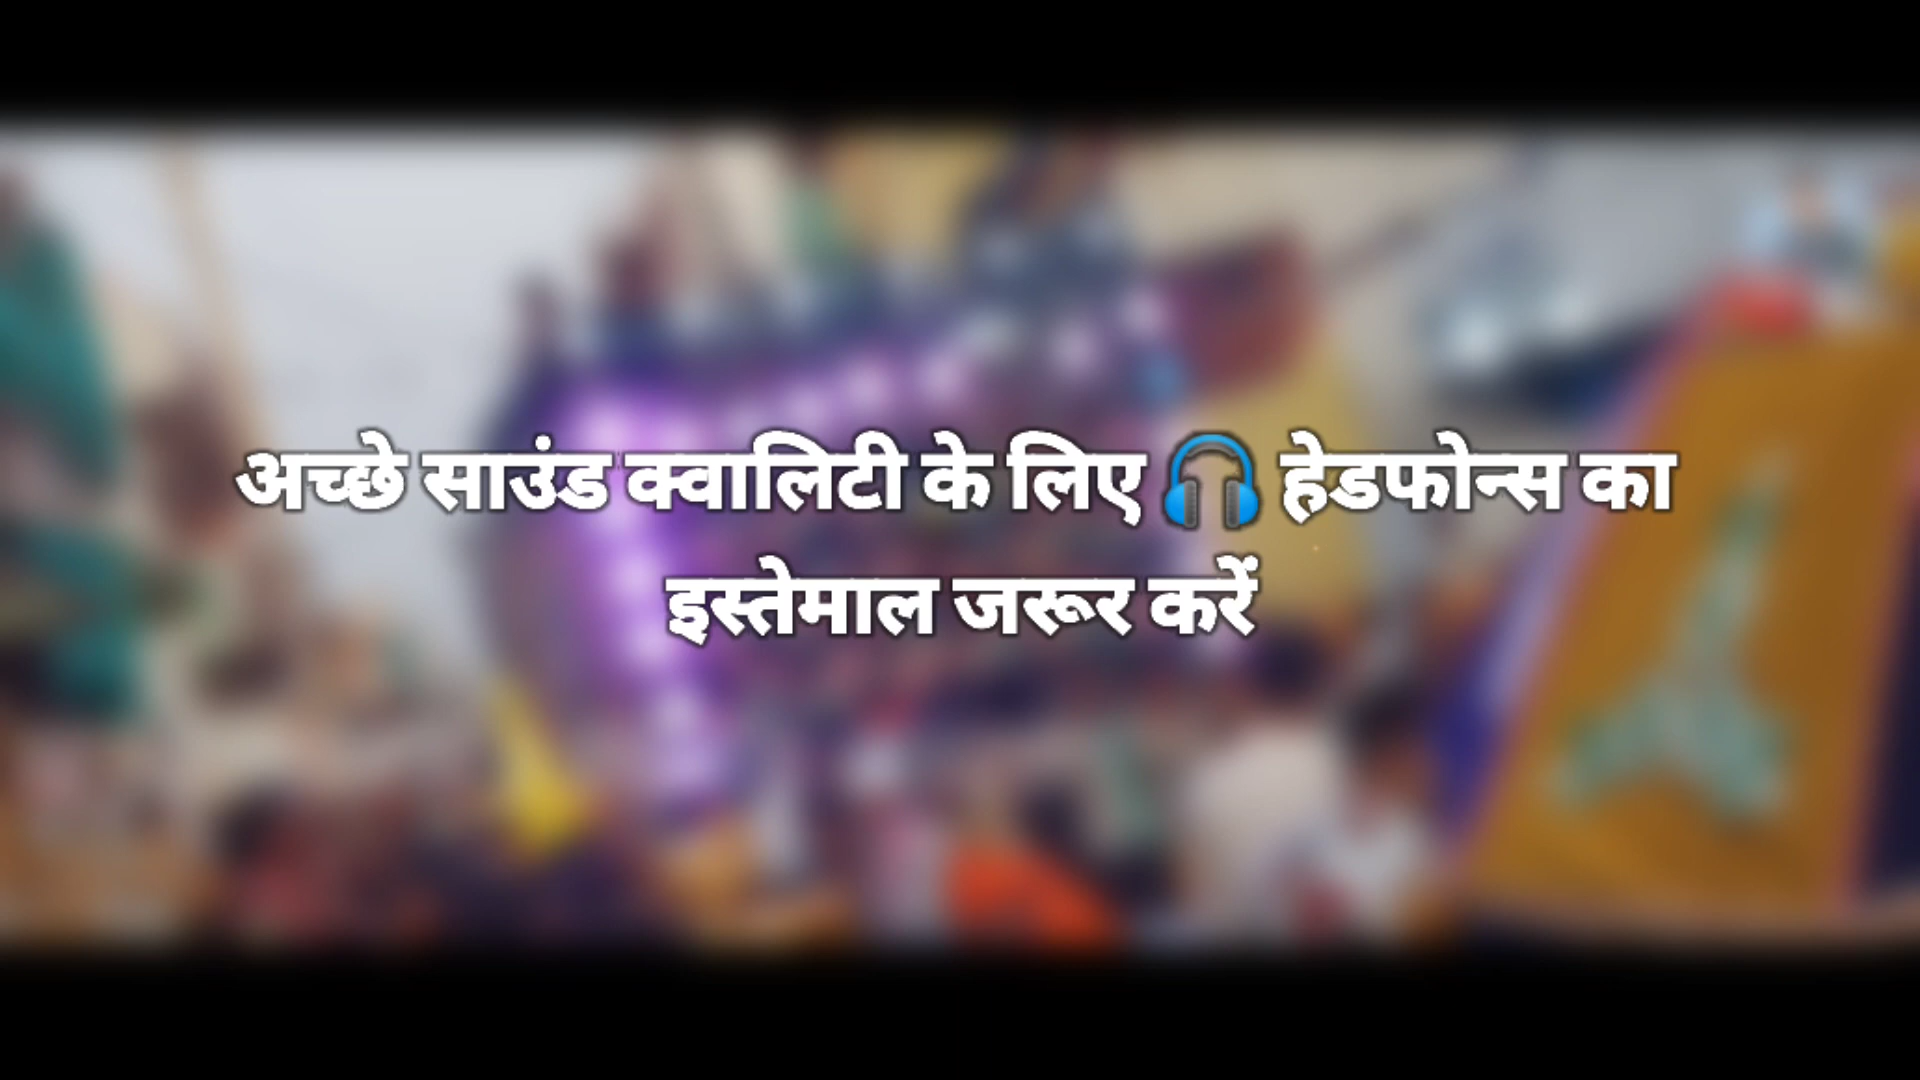 अच्छे साउंड क्वालिटी के लिए 🎧 हेडफोन्स का
इस्तेमाल जरूर करें